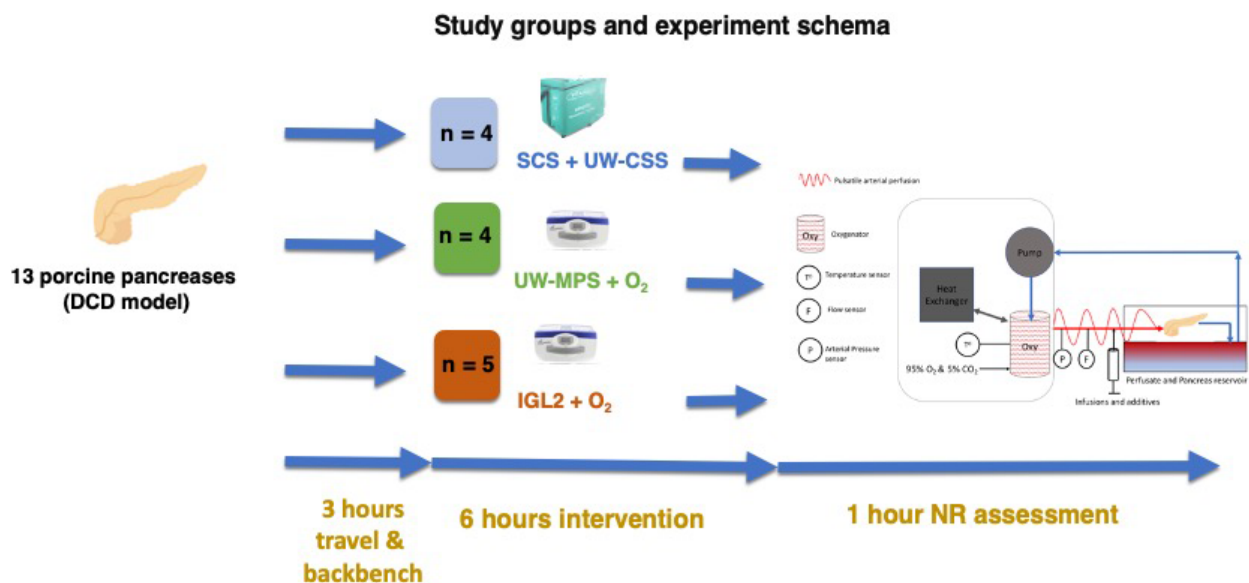 Study groups and experiment schema
13 porcine pancreases
(DCD model)
n = 4
SCS + UW-CSS
n = 4
UW-MPS + O₂
n = 5
IGL2 + O₂
Pulsatile arterial perfusion
Oxy
Oxygenator
T°
Temperature sensor
F
Flow sensor
P
Arterial Pressure
sensor
Pump
Heat
Exchanger
Oxy
T°
95% O₂ & 5% CO₂
P
F
Perfusate and Pancreas reservoir
Infusions and additives
3 hours
travel &
backbench
6 hours intervention
1 hour NR assessment